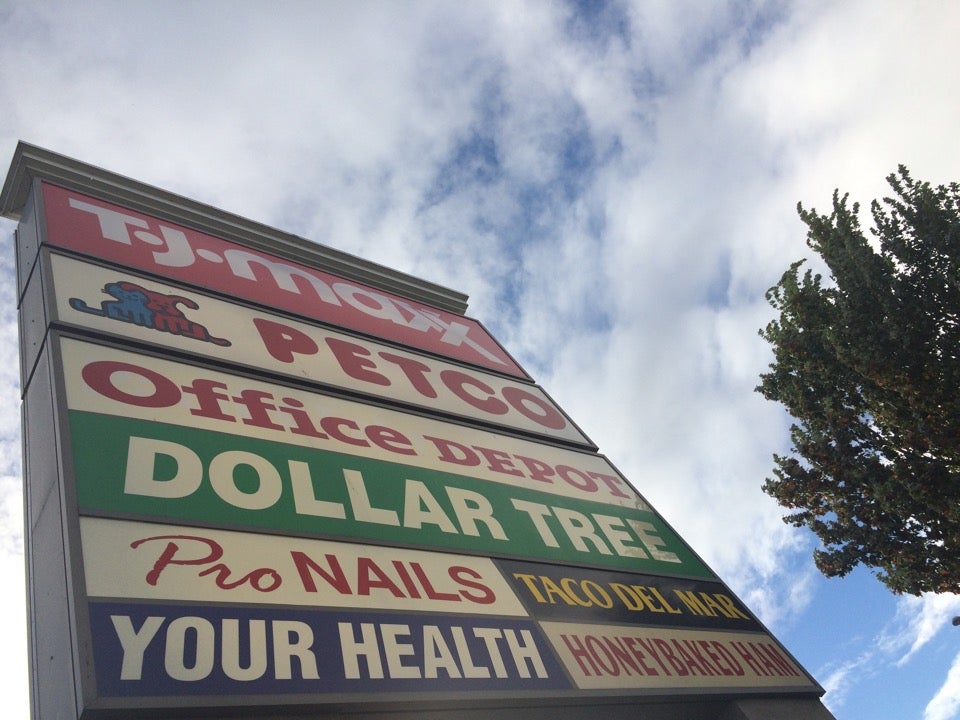 T·J·maxx
PETCO
Office DEPOT
DOLLAR TREE
Pro NAILS
TACO DEL MAR
YOUR HEALTH
HONEYBAKED HAM